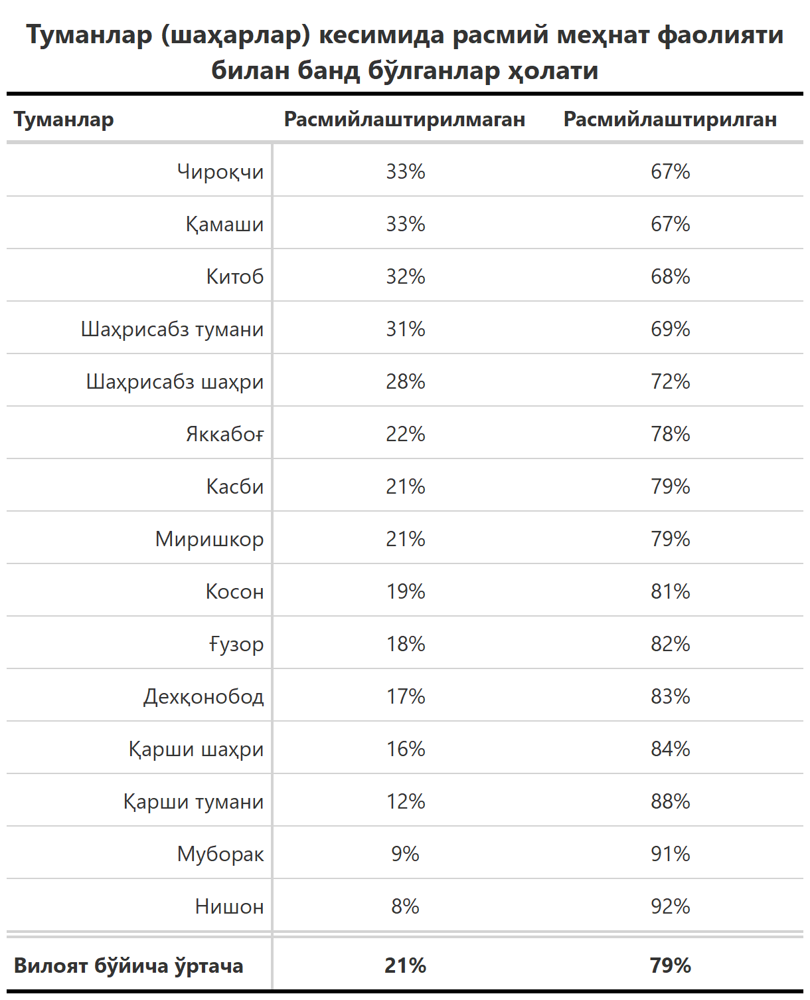 Туманлар (шаҳарлар) кесимида расмий меҳнат фаолияти
билан банд бўлганлар ҳолати
Туманлар Расмийлаштирилмаган Расмийлаштирилган
Чироқчи 33% 67%
Қамаши 33% 67%
Китоб 32% 68%
Шаҳрисабз тумани 31% 69%
Шаҳрисабз шаҳри 28% 72%
Яккабоғ 22% 78%
Касби 21% 79%
Миришкор 21% 79%
Косон 19% 81%
Ғузор 18% 82%
Дехқонобод 17% 83%
Қарши шаҳри 16% 84%
Қарши тумани 12% 88%
Муборак 9% 91%
Нишон 8% 92%
Вилоят бўйича ўртача 21% 79%